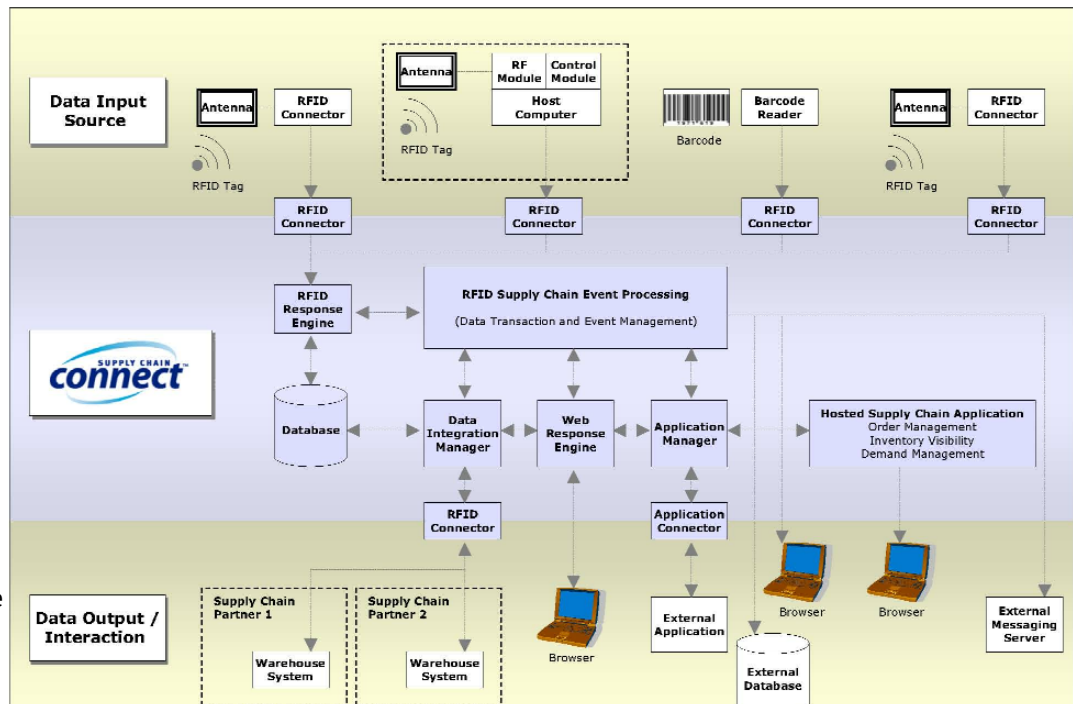 Data Input
Source
Antenna
RFID
Connector
RFID Tag
Antenna
RF
Module
Control
Module
Host
Computer
RFID Tag
Barcode
Barcode
Reader
Antenna
RFID
Connector
RFID Tag
RFID
Connector
RFID
Connector
RFID
Connector
RFID
Connector
SUPPLY CHAIN
connect™
RFID
Response
Engine
RFID Supply Chain Event Processing
(Data Transaction and Event Management)
Database
Data
Integration
Manager
Web
Response
Engine
Application
Manager
Hosted Supply Chain Application
Order Management
Inventory Visibility
Demand Management
RFID
Connector
Application
Connector
e
Data Output /
Interaction
Supply Chain
Partner 1
Warehouse
System
Supply Chain
Partner 2
Warehouse
System
Browser
External
Application
Browser
External
Database
Browser
External
Messaging
Server